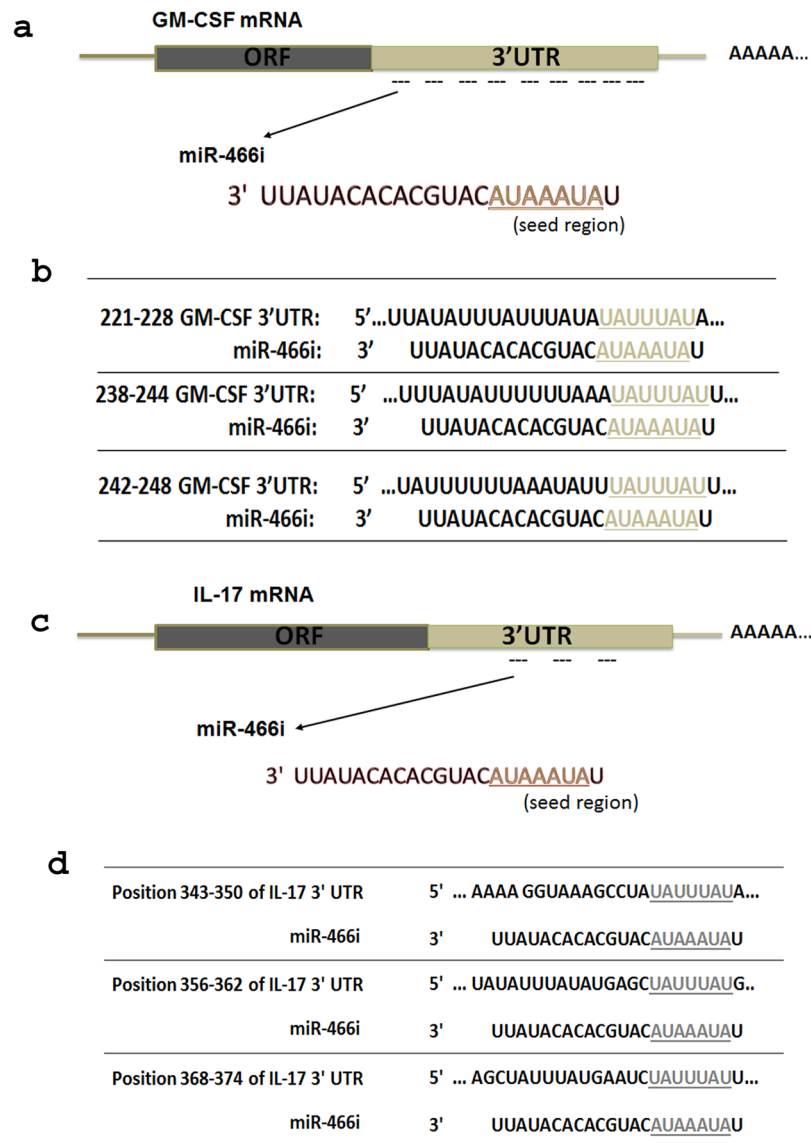 a
GM-CSF mRNA
ORF
3’UTR
AAAAA...
--- --- --- --- --- --- --- --- ---
miR-466i
3' UUAUACACACGUACAUAAAUAU
(seed region)
b
221-228 GM-CSF 3’UTR: 5’...UUAUAUUUAUUUAUAUAUUUAUA...
miR-466i: 3’ UUAUACACACGUACAUAAAUAU
238-244 GM-CSF 3’UTR: 5’ ...UUUAUAUUUUUUAAAUAUUUAUU...
miR-466i: 3’ UUAUACACACGUACAUAAAUAU
242-248 GM-CSF 3’UTR: 5’ ...UAUUUUUUAAAUAUUUAUUUAUU...
miR-466i: 3’ UUAUACACACGUACAUAAAUAU
c
IL-17 mRNA
ORF
3’UTR
AAAAA...
--- --- ---
miR-466i
3' UUAUACACACGUACAUAAAUAU
(seed region)
d
Position 343-350 of IL-17 3' UTR 5' ... AAAA GGUAAAGCCUAUAUUUAUA...
miR-466i 3' UUAUACACACGUACAUAAAUAU
Position 356-362 of IL-17 3' UTR 5' ...UAUAUUUAUAUGAGCUAUUUAUG..
miR-466i 3' UUAUACACACGUACAUAAAUAU
Position 368-374 of IL-17 3' UTR 5' ... AGCUAUUUAUGAAUCUAUUUAUU...
miR-466i 3' UUAUACACACGUACAUAAAUAU